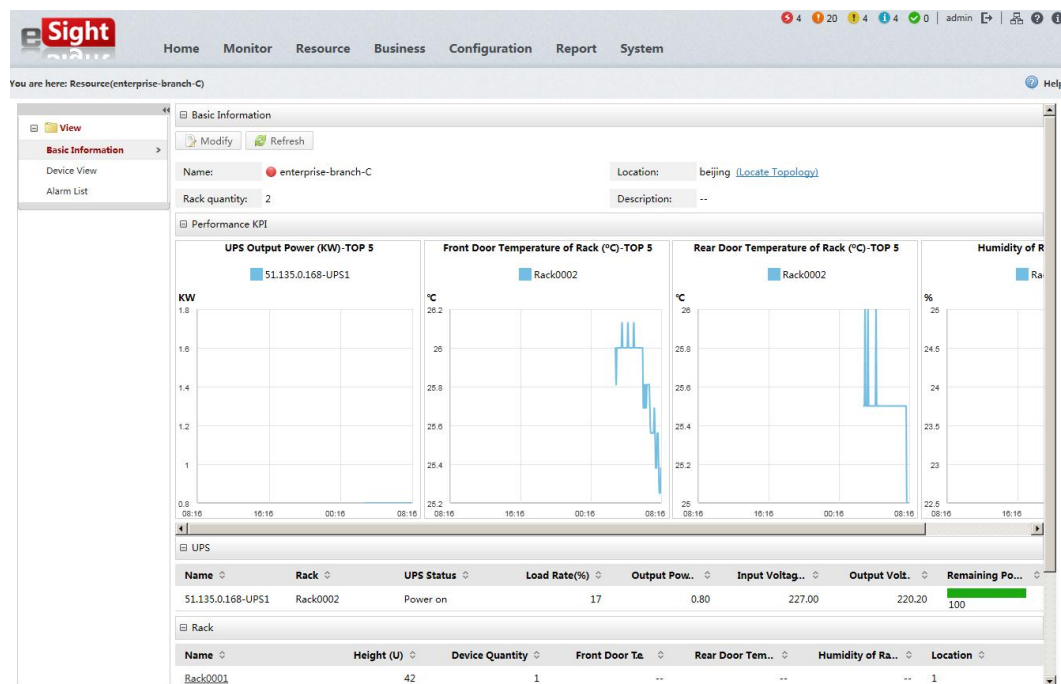 eSight
4 20 4 4 0 admin
Home Monitor Resource Business Configuration Report System
You are here: Resource(enterprise-branch-C)
Help
View
Basic Information
Device View
Alarm List
Basic Information
Modify Refresh
Name: enterprise-branch-C Location: beijing (Locate Topology)
Rack quantity: 2 Description: --
Performance KPI
UPS Output Power (KW)-TOP 5
51.135.0.168-UPS1
KW
1.8
1.6
1.4
1.2
1
0.8
08:16 16:16 00:16 08:16
Front Door Temperature of Rack (°C)-TOP 5
Rack0002
°C
26.2
26
25.8
25.6
25.4
25.2
08:16 16:16 00:16 08:16
Rear Door Temperature of Rack (°C)-TOP 5
Rack0002
°C
26
25.8
25.6
25.4
25.2
25
08:16 16:16 00:16 08:16
Humidity of R
Ra
%
25
24.5
24
23.5
23
22.5
08:16 16:16
UPS
Name Rack UPS Status Load Rate(%) Output Pow.. Input Voltag... Output Volt.. Remaining Po...
51.135.0.168-UPS1 Rack0002 Power on 17 0.80 227.00 220.20 100
Rack
Name Height (U) Device Quantity Front Door T.e. Rear Door Tem... Humidity of Ra... Location
Rack0001 42 1 -- -- -- 1